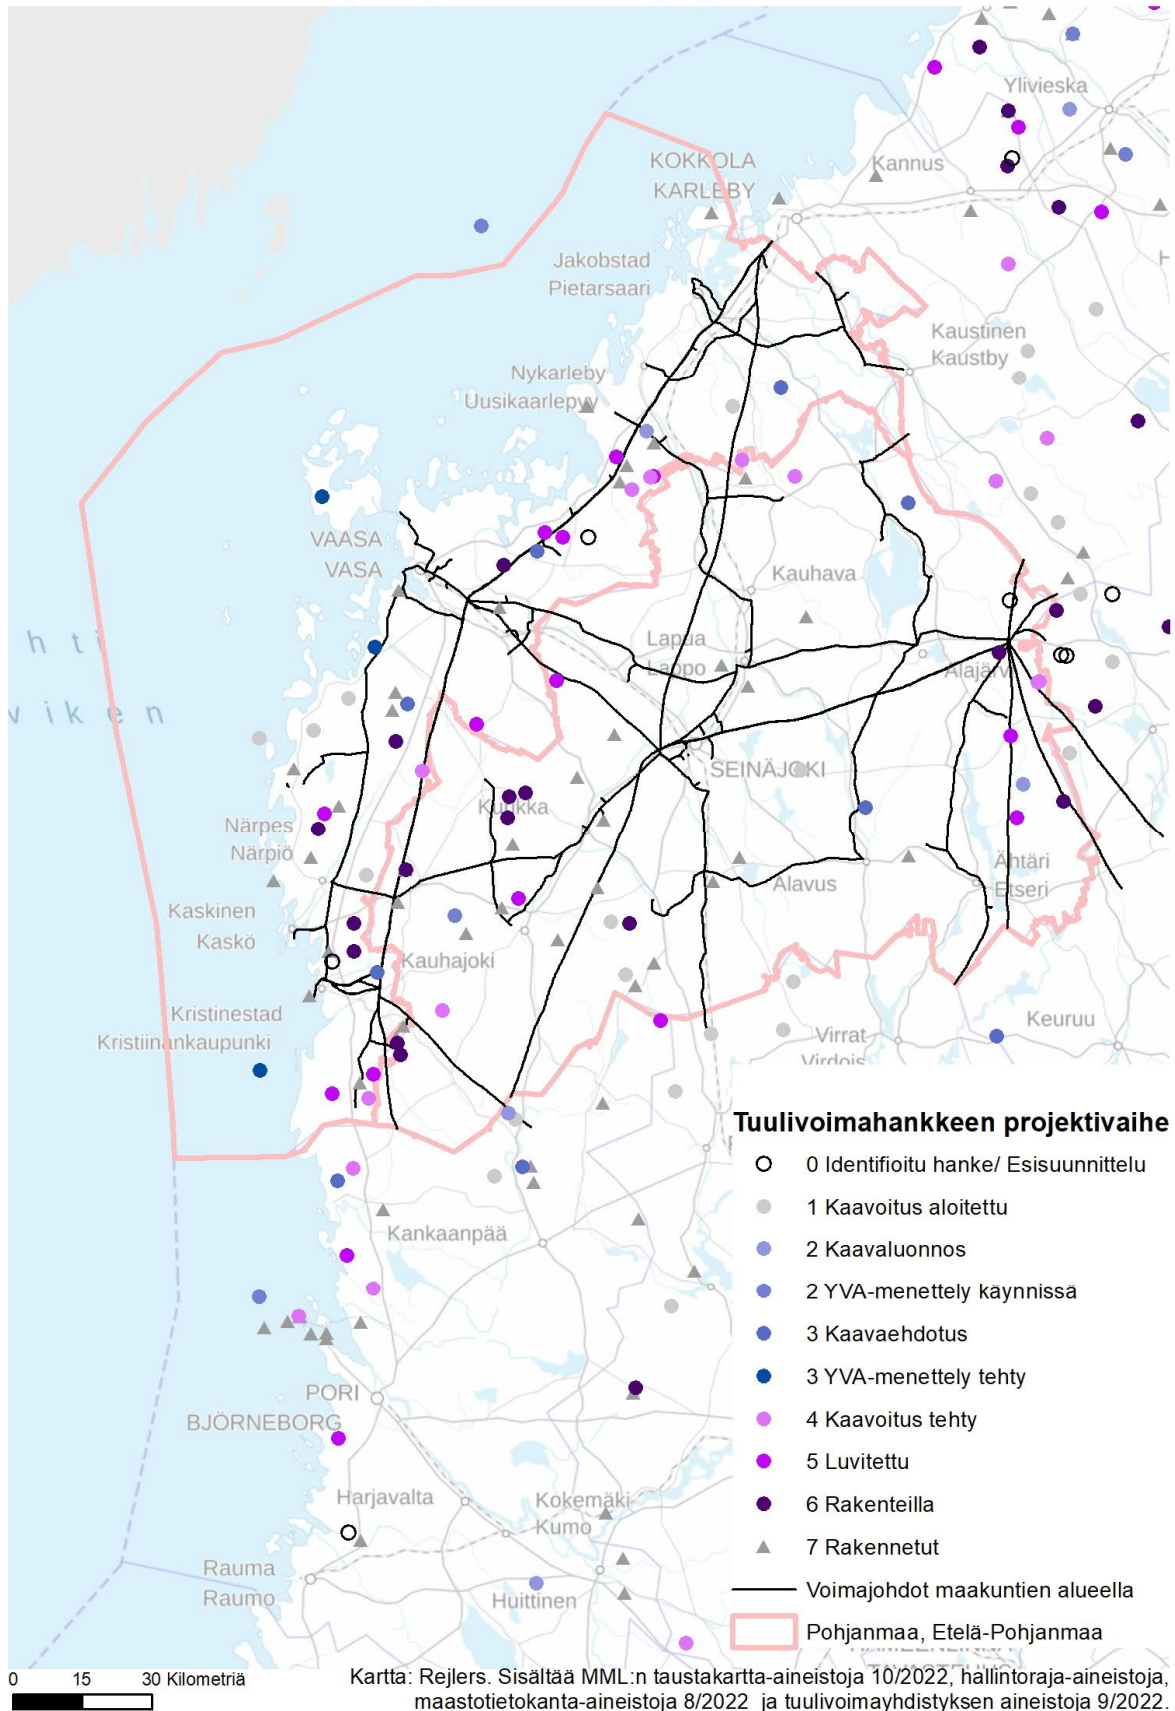 Ylivieska
KOKKOLA
KARLEBY
Kannus
Jakobstad
Pietarsaari
Kaustinen
Kaustby
Nykarleby
Uusikaarlepyy
VAASA
VASA
Kauhava
h t i
v i k e n
Lapua
Lappo
Alajärvi
SEINÄJOKI
Kurikka
Närpes
Närpiö
Ähtäri
Etseri
Alavus
Kaskinen
Kaskö
Kauhajoki
Kristinestad
Kristiinankaupunki
Keuruu
Virrat
Virdois
Tuulivoimahankkeen projektivaihe
0 Identifioitu hanke/ Esisuunnittelu
1 Kaavoitus aloitettu
2 Kaavaluonnos
2 YVA-menettely käynnissä
3 Kaavaehdotus
3 YVA-menettely tehty
4 Kaavoitus tehty
5 Luvitettu
6 Rakenteilla
7 Rakennetut
Voimajohdot maakuntien alueella
Pohjanmaa, Etelä-Pohjanmaa
Kankaanpää
PORI
BJÖRNEBORG
Harjavalta
Kokemäki
Kumo
Rauma
Raumo
Huittinen
0 15 30 Kilometriä
Kartta: Rejlers. Sisältää MML:n taustakartta-aineistoja 10/2022, hallintoraja-aineistoja,
maastotietokanta-aineistoja 8/2022 ja tuulivoimayhdistyksen aineistoja 9/2022.